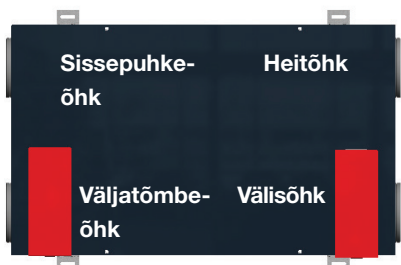 Sissepuhke-
õhk
Heitõhk
Väljatõmbe-
õhk
Välisõhk